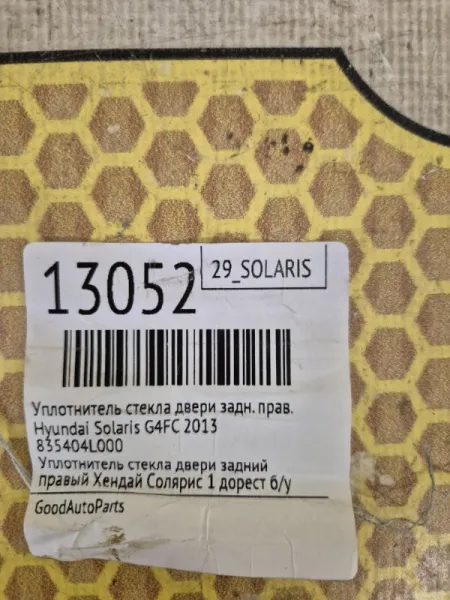 13052
29_SOLARIS
Уплотнитель стекла двери задн. прав.
Hyundai Solaris G4FC 2013
835404L000
Уплотнитель стекла двери задний
правый Хендай Солярис 1 дорест б/у
GoodAutoParts